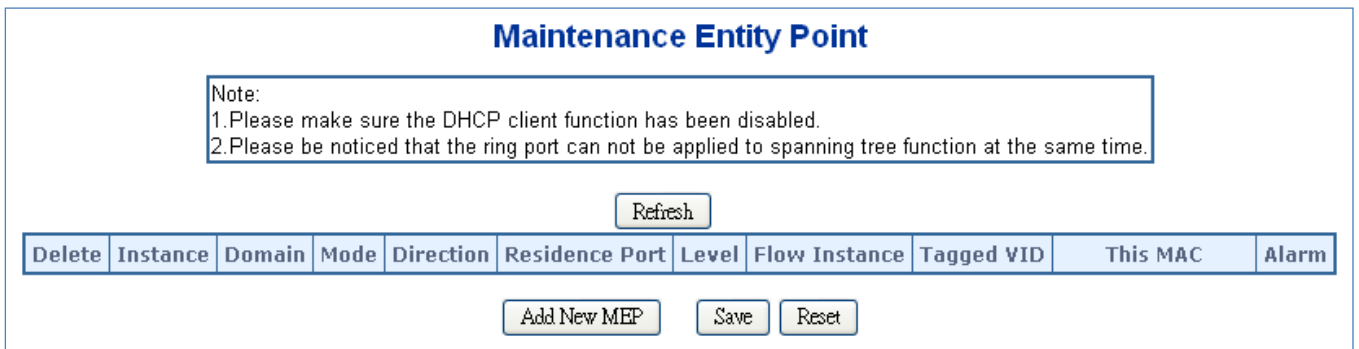 Maintenance Entity Point
Note:
1.Please make sure the DHCP client function has been disabled.
2.Please be noticed that the ring port can not be applied to spanning tree function at the same time.
Refresh
Delete Instance Domain Mode Direction Residence Port Level Flow Instance Tagged VID This MAC Alarm
Add New MEP Save Reset